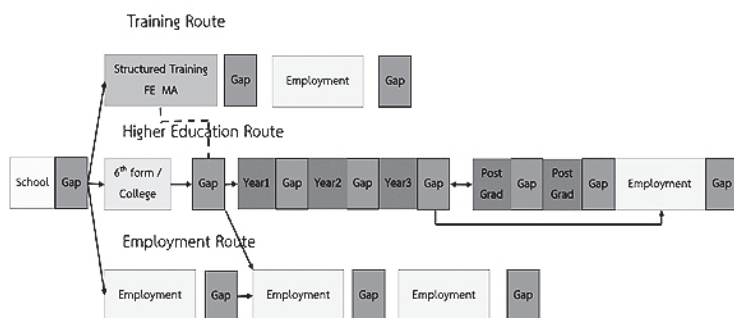 Training Route
Structured Training
FE MA
Gap
Employment
Gap
Higher Education Route
School
Gap
6th form /
College
Gap
Year1
Gap
Year2
Gap
Year3
Gap
Post
Grad
Gap
Post
Grad
Gap
Employment
Gap
Employment Route
Employment
Gap
Employment
Gap
Employment
Gap